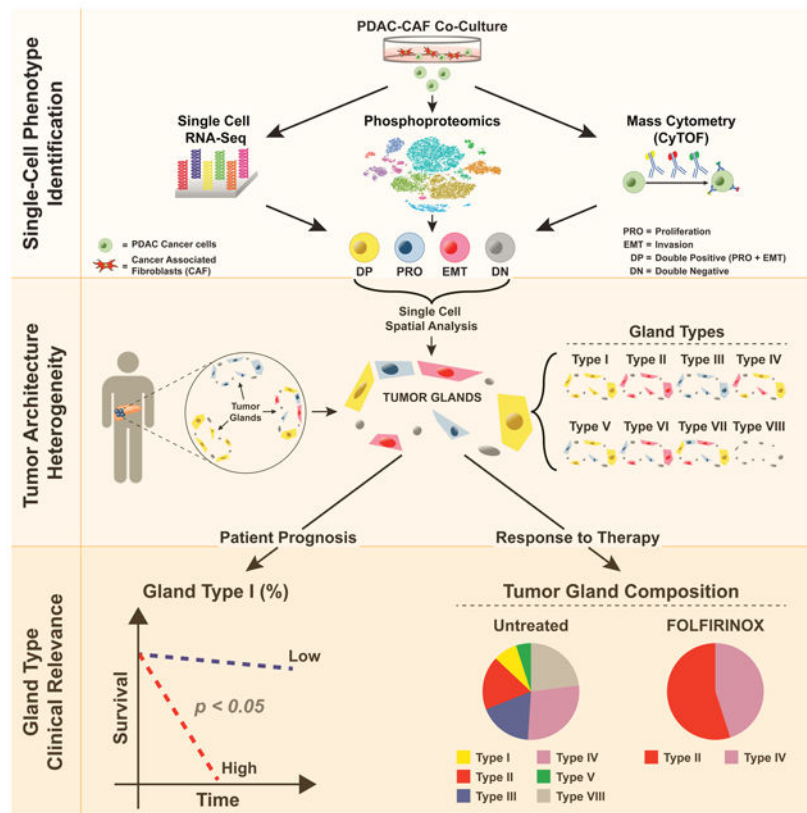 Single-Cell Phenotype
Identification
PDAC-CAF Co-Culture
Single Cell
RNA-Seq
Phosphoproteomics
Mass Cytometry
(CyTOF)
= PDAC Cancer cells
= Cancer Associated
Fibroblasts (CAF)
DP
PRO
EMT
DN
PRO = Proliferation
EMT = Invasion
DP = Double Positive (PRO + EMT)
DN = Double Negative
Tumor Architecture
Heterogeneity
Single Cell
Spatial Analysis
Tumor
Glands
TUMOR GLANDS
Gland Types
Type I
Type II
Type III
Type IV
Type V
Type VI
Type VII
Type VIII
Patient Prognosis
Response to Therapy
Gland Type
Clinical Relevance
Gland Type I (%)
Survival
Low
p < 0.05
High
Time
Tumor Gland Composition
Untreated
FOLFIRINOX
Type I
Type IV
Type II
Type V
Type III
Type VIII
Type II
Type IV